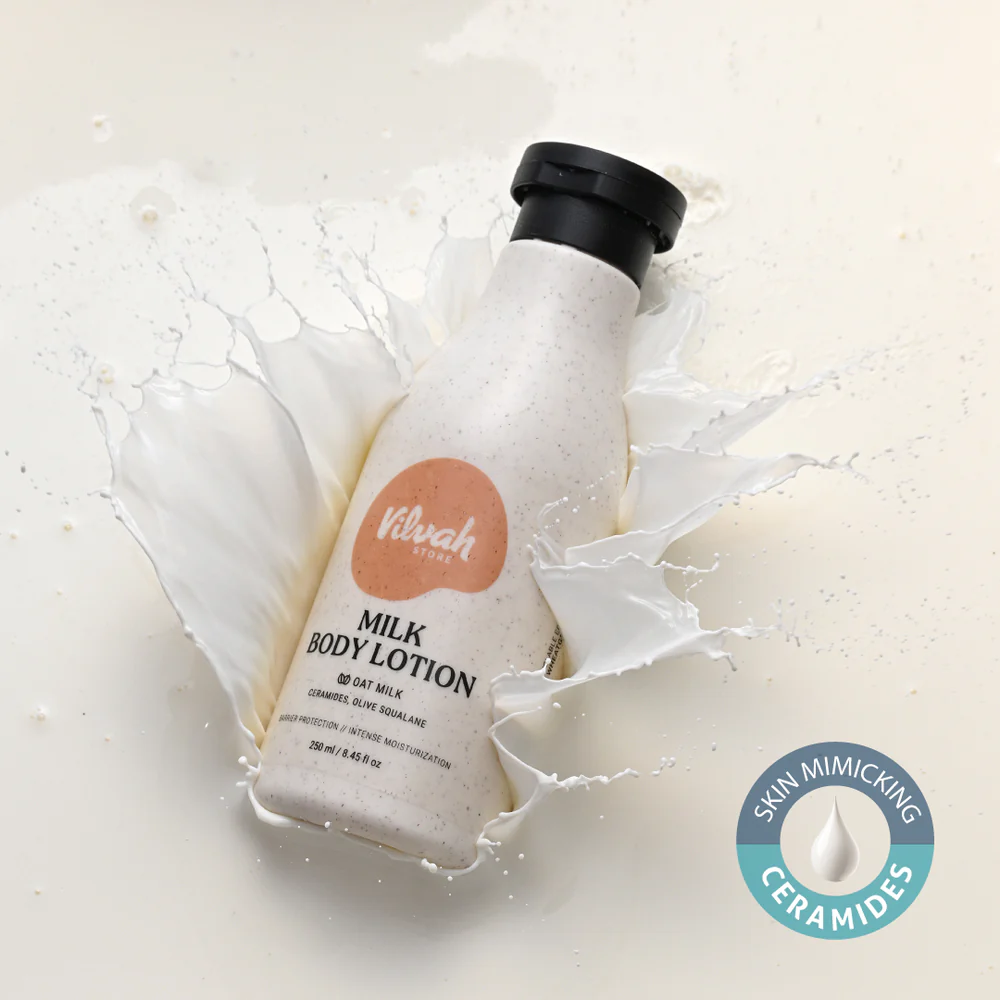 Vilvah
STORE
MILK
BODY LOTION
OAT MILK
CERAMIDES, OLIVE SQUALANE
BARRIER PROTECTION // INTENSE MOISTURIZATION
250 ml / 8.45 fl oz
SKIN MIMICKING
CERAMIDES